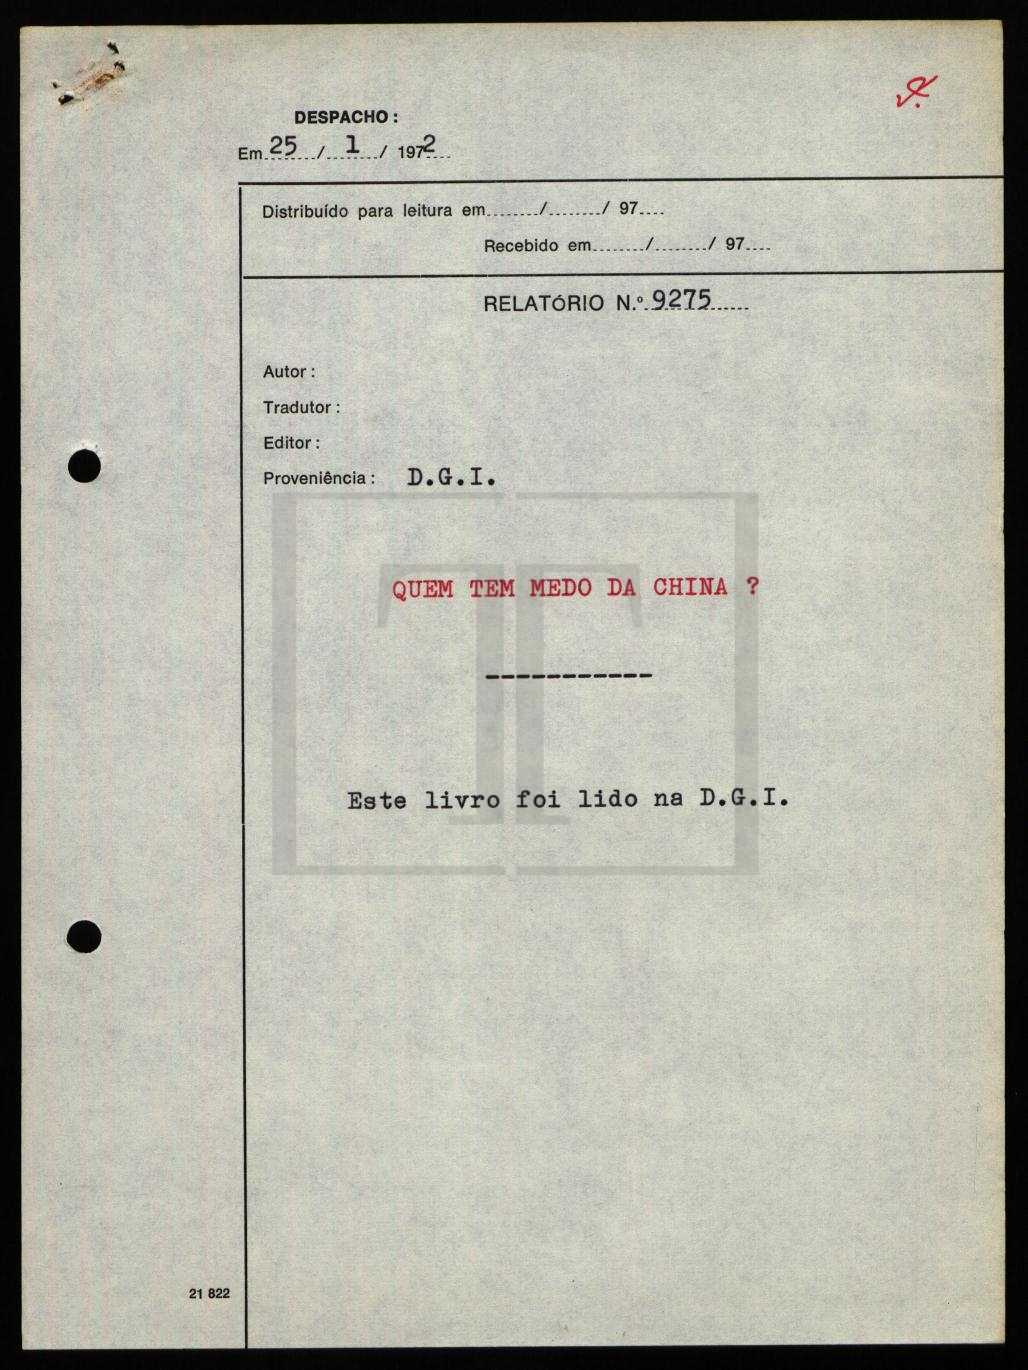 DESPACHO :
Em 25 / 1 / 1972
Distribuído para leitura em ......../......../ 97....
Recebido em ......../......../ 97....
RELATÓRIO N.º 9275
Autor :
Tradutor :
Editor :
Proveniência : D.G.I.
QUEM TEM MEDO DA CHINA ?
-----------
Este livro foi lido na D.G.I.
21 822